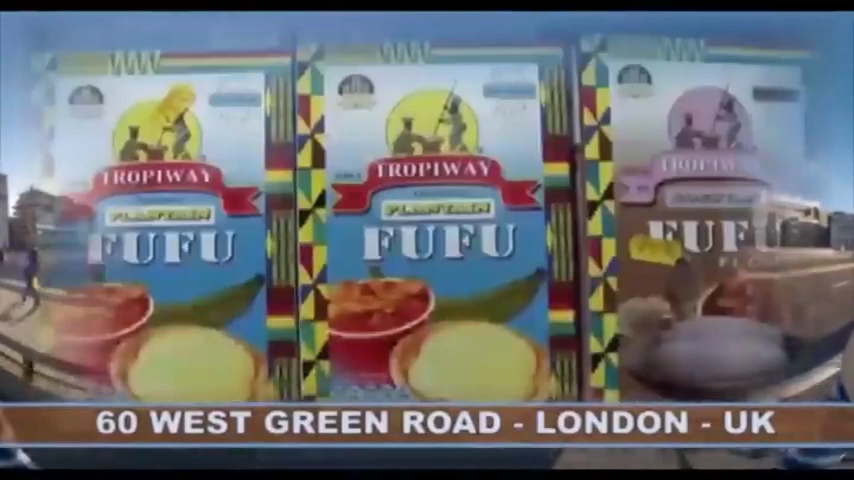 TROPIWAY
PLANTAIN
FUFU
TROPIWAY
PLANTAIN
FUFU
TROPIWAY
FUFU
60 WEST GREEN ROAD - LONDON - UK